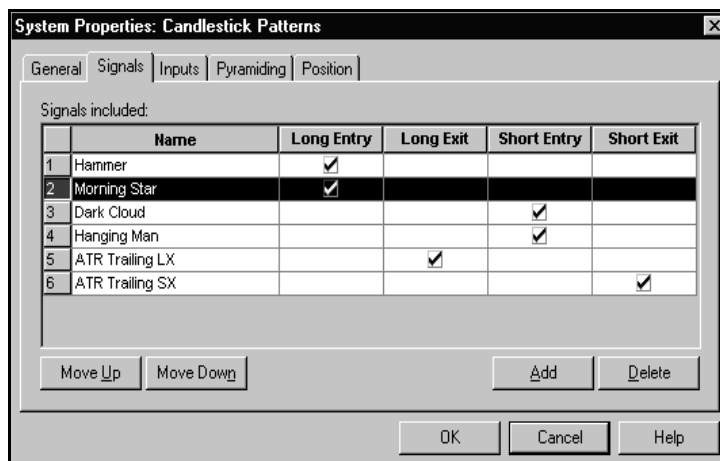 System Properties: Candlestick Patterns
General Signals Inputs Pyramiding Position
Signals included:
Name Long Entry Long Exit Short Entry Short Exit
1 Hammer
2 Morning Star
3 Dark Cloud
4 Hanging Man
5 ATR Trailing LX
6 ATR Trailing SX
Move Up Move Down Add Delete
OK Cancel Help